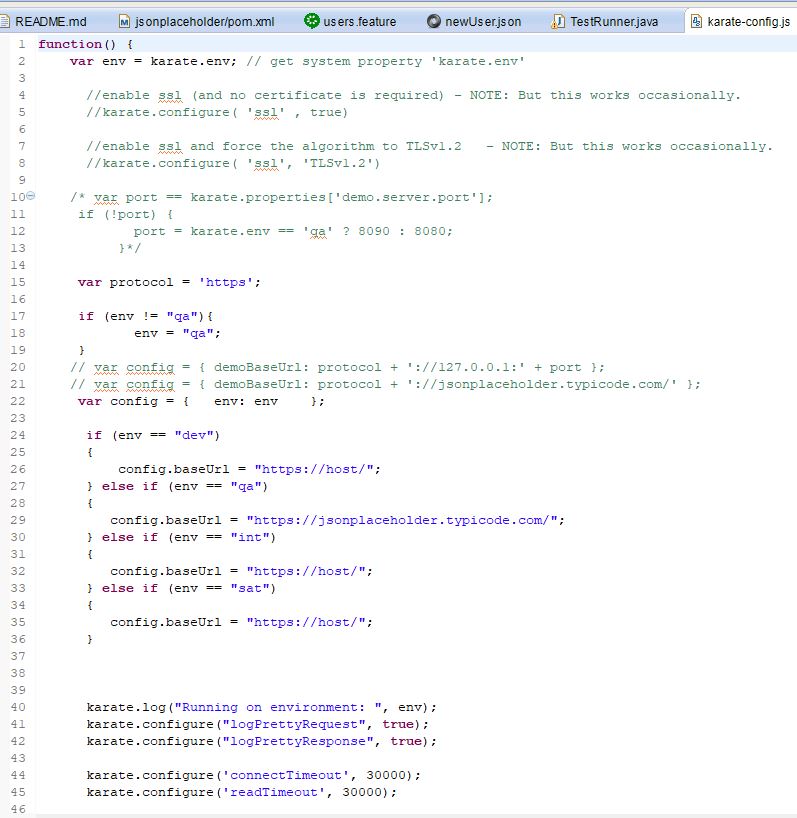 README.md jsonplaceholder/pom.xml users.feature newUser.json TestRunner.java karate-config.js
1 function() {
2 var env = karate.env; // get system property 'karate.env'
3
4 //enable ssl (and no certificate is required) - NOTE: But this works occasionally.
5 //karate.configure( 'ssl' , true)
6
7 //enable ssl and force the algorithm to TLSv1.2 - NOTE: But this works occasionally.
8 //karate.configure( 'ssl', 'TLSv1.2')
9
10 /* var port == karate.properties['demo.server.port'];
11 if (!port) {
12 port = karate.env == 'qa' ? 8090 : 8080;
13 }*/
14
15 var protocol = 'https';
16
17 if (env != "qa"){
18 env = "qa";
19 }
20 // var config = { demoBaseUrl: protocol + '://127.0.0.1:' + port };
21 // var config = { demoBaseUrl: protocol + '://jsonplaceholder.typicode.com/' };
22 var config = { env: env };
23
24 if (env == "dev")
25 {
26 config.baseUrl = "https://host/";
27 } else if (env == "qa")
28 {
29 config.baseUrl = "https://jsonplaceholder.typicode.com/";
30 } else if (env == "int")
31 {
32 config.baseUrl = "https://host/";
33 } else if (env == "sat")
34 {
35 config.baseUrl = "https://host/";
36 }
37
38
39
40 karate.log("Running on environment: ", env);
41 karate.configure("logPrettyRequest", true);
42 karate.configure("logPrettyResponse", true);
43
44 karate.configure('connectTimeout', 30000);
45 karate.configure('readTimeout', 30000);
46